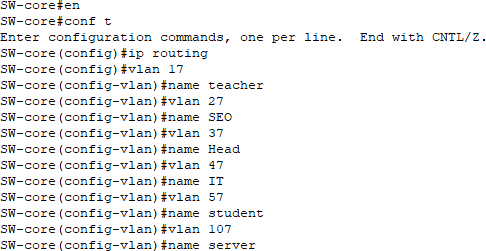 SW-core#en
SW-core#conf t
Enter configuration commands, one per line.  End with CNTL/Z.
SW-core(config)#ip routing
SW-core(config)#vlan 17
SW-core(config-vlan)#name teacher
SW-core(config-vlan)#vlan 27
SW-core(config-vlan)#name SEO
SW-core(config-vlan)#vlan 37
SW-core(config-vlan)#name Head
SW-core(config-vlan)#vlan 47
SW-core(config-vlan)#name IT
SW-core(config-vlan)#vlan 57
SW-core(config-vlan)#name student
SW-core(config-vlan)#vlan 107
SW-core(config-vlan)#name server